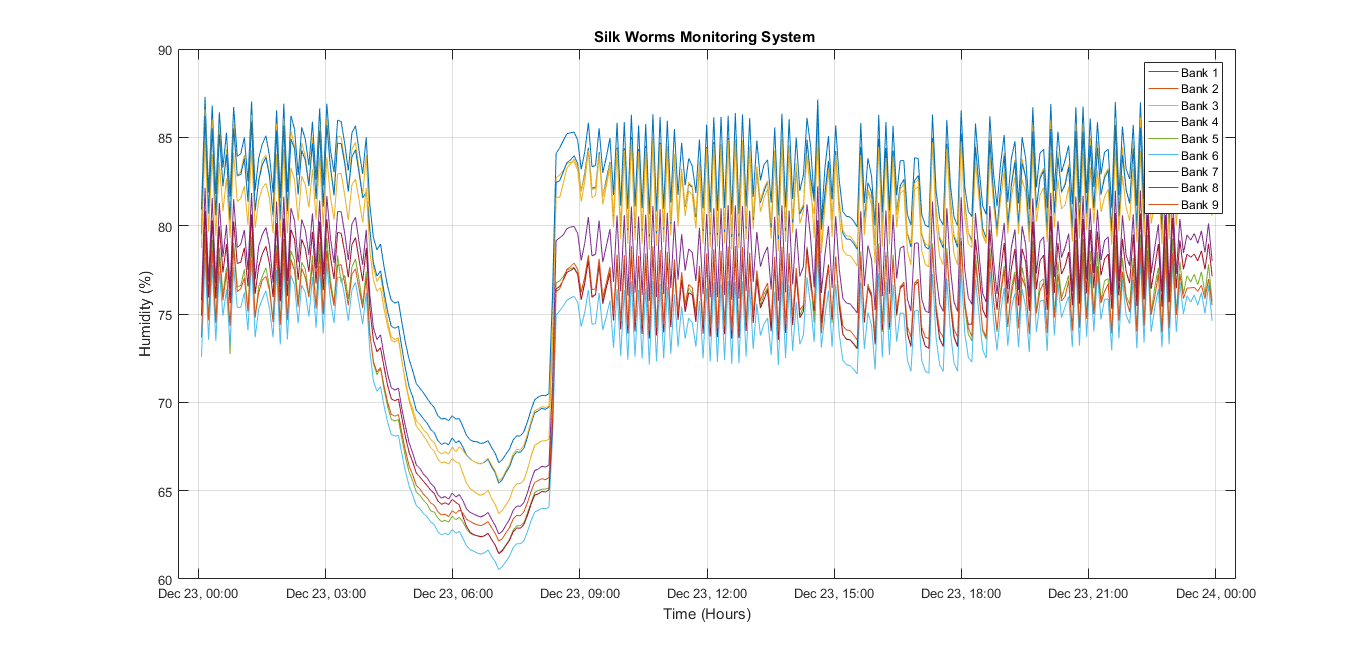 Silk Worms Monitoring System
90
85
80
75
70
65
60
Humidity (%)
Bank 1
Bank 2
Bank 3
Bank 4
Bank 5
Bank 6
Bank 7
Bank 8
Bank 9
Dec 23, 00:00
Dec 23, 03:00
Dec 23, 06:00
Dec 23, 09:00
Dec 23, 12:00
Dec 23, 15:00
Dec 23, 18:00
Dec 23, 21:00
Dec 24, 00:00
Time (Hours)